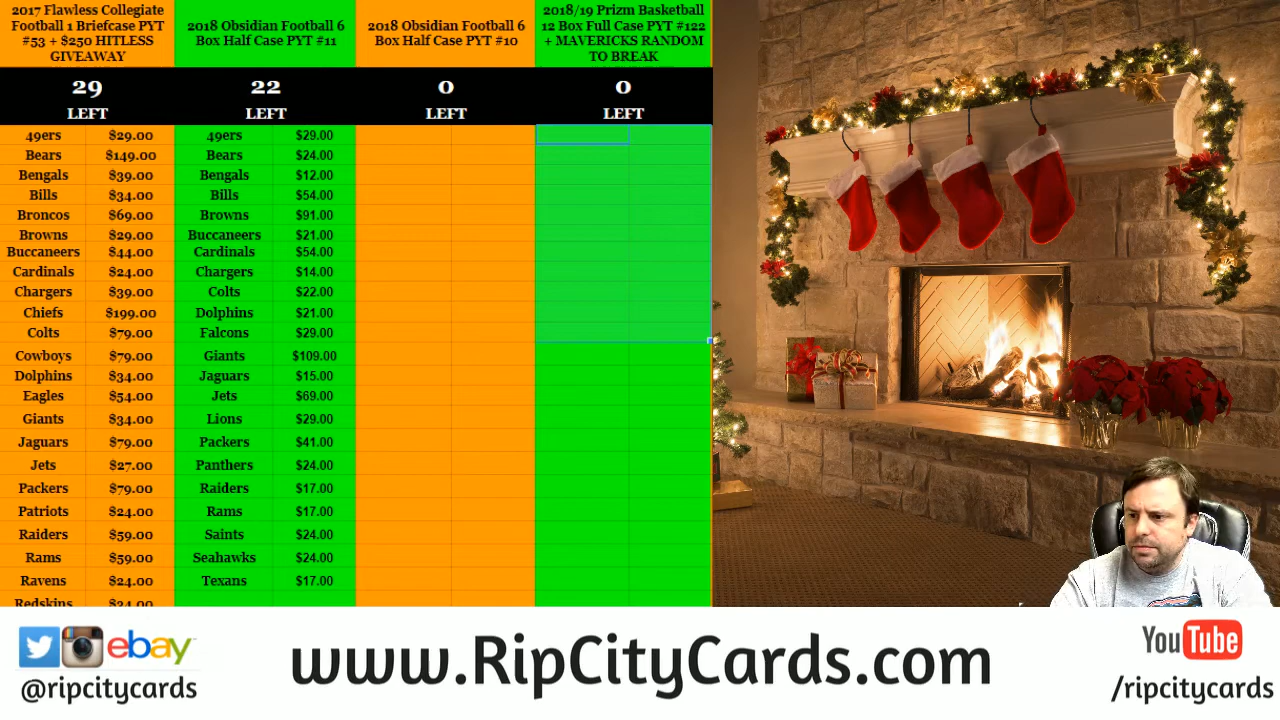 2017 Flawless Collegiate
Football 1 Briefcase PYT
#53 + $250 HITLESS
GIVEAWAY
29
LEFT
49ers $29.00
Bears $149.00
Bengals $39.00
Bills $34.00
Broncos $69.00
Browns $29.00
Buccaneers $44.00
Cardinals $24.00
Chargers $39.00
Chiefs $199.00
Colts $79.00
Cowboys $79.00
Dolphins $34.00
Eagles $54.00
Giants $34.00
Jaguars $79.00
Jets $27.00
Packers $79.00
Patriots $24.00
Raiders $59.00
Rams $59.00
Ravens $24.00
Redskins $34.00
2018 Obsidian Football 6
Box Half Case PYT #11
22
LEFT
49ers $29.00
Bears $24.00
Bengals $12.00
Bills $54.00
Browns $91.00
Buccaneers $21.00
Cardinals $54.00
Chargers $14.00
Colts $22.00
Dolphins $21.00
Falcons $29.00
Giants $109.00
Jaguars $15.00
Jets $69.00
Lions $29.00
Packers $41.00
Panthers $24.00
Raiders $17.00
Rams $17.00
Saints $24.00
Seahawks $24.00
Texans $17.00
2018 Obsidian Football 6
Box Half Case PYT #10
0
LEFT
2018/19 Prizm Basketball
12 Box Full Case PYT #122
+ MAVERICKS RANDOM
TO BREAK
0
LEFT
ebay
@ripcitycards
www.RipCityCards.com
YouTube
/ripcitycards